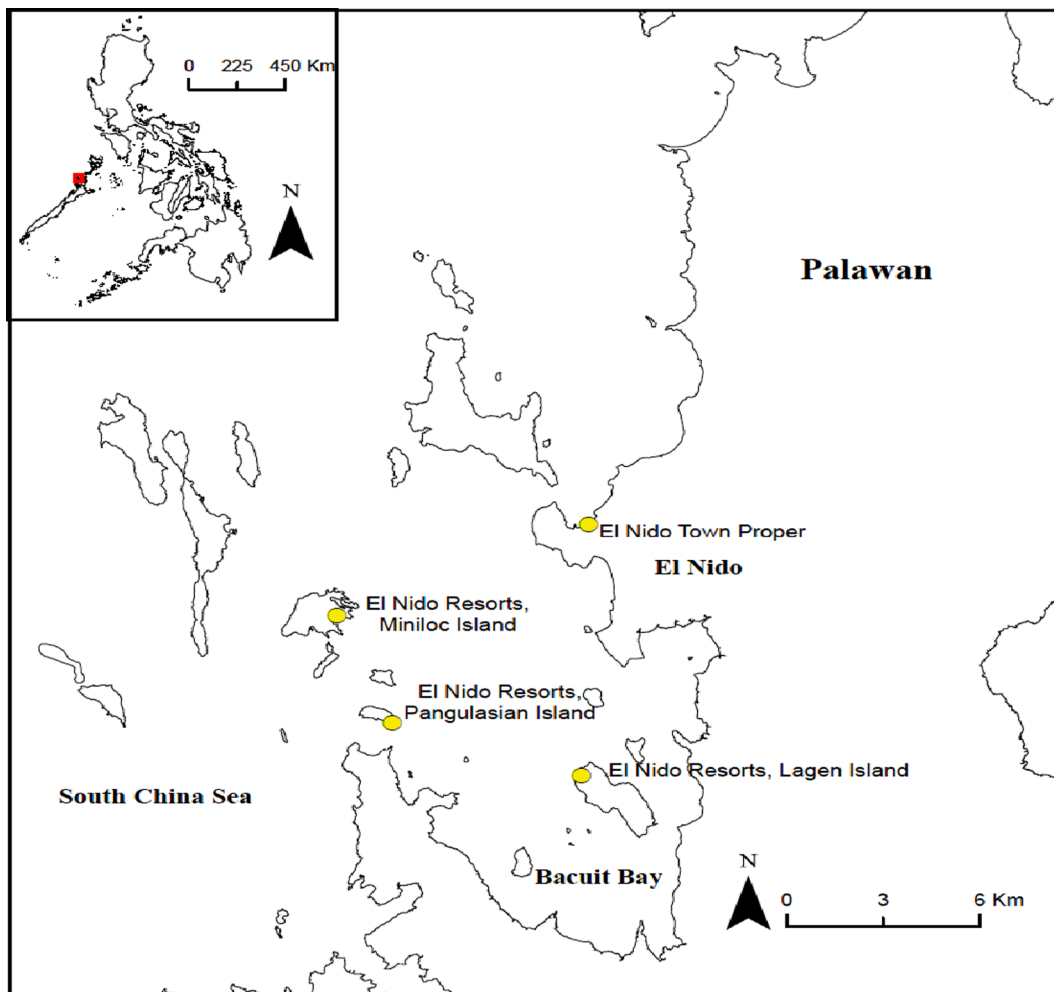 0 225 450 Km
N
Palawan
El Nido Town Proper
El Nido
El Nido Resorts,
Miniloc Island
El Nido Resorts,
Pangulasian Island
El Nido Resorts, Lagen Island
South China Sea
Bacuit Bay
N
0 3 6 Km